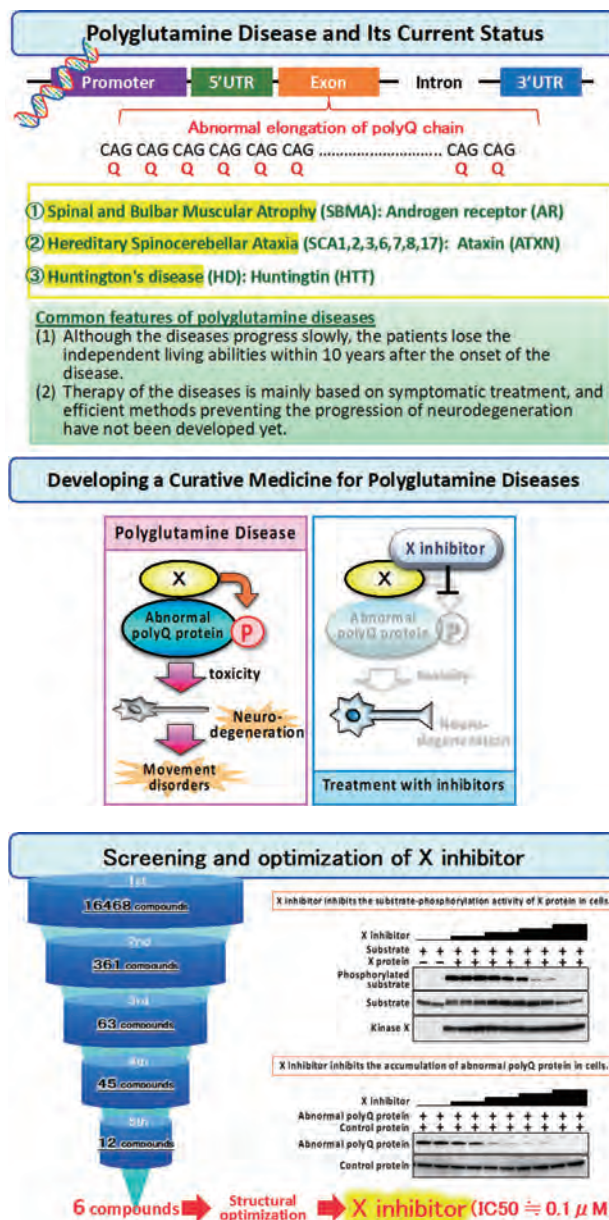 Polyglutamine Disease and Its Current Status
Promoter 5'UTR Exon Intron 3'UTR
Abnormal elongation of polyQ chain
CAG CAG CAG CAG CAG CAG ............................ CAG CAG
Q Q Q Q Q Q Q Q
① Spinal and Bulbar Muscular Atrophy (SBMA): Androgen receptor (AR)
② Hereditary Spinocerebellar Ataxia (SCA1,2,3,6,7,8,17): Ataxin (ATXN)
③ Huntington's disease (HD): Huntingtin (HTT)
Common features of polyglutamine diseases
(1) Although the diseases progress slowly, the patients lose the
independent living abilities within 10 years after the onset of the
disease.
(2) Therapy of the diseases is mainly based on symptomatic treatment, and
efficient methods preventing the progression of neurodegeneration
have not been developed yet.
Developing a Curative Medicine for Polyglutamine Diseases
Polyglutamine Disease
X
Abnormal
polyQ protein
P
toxicity
Neuro-
degeneration
Movement
disorders
X inhibitor
X
Abnormal
polyQ protein
P
toxicity
Neuro-
degeneration
Treatment with inhibitors
Screening and optimization of X inhibitor
1st
16468 compounds
2nd
361 compounds
3rd
63 compounds
4th
45 compounds
5th
12 compounds
X inhibitor inhibits the substrate-phosphorylation activity of X protein in cells.
X inhibitor
Substrate + + + + + + + + + +
X protein − − + + + + + + + +
Phosphorylated
substrate
Substrate
Kinase X
X inhibitor inhibits the accumulation of abnormal polyQ protein in cells.
X inhibitor
Abnormal polyQ protein + + + + + + + + +
Control protein + + + + + + + + +
Abnormal polyQ protein
Control protein
6 compounds Structural
optimization X inhibitor (IC50 ≒ 0.1 μM